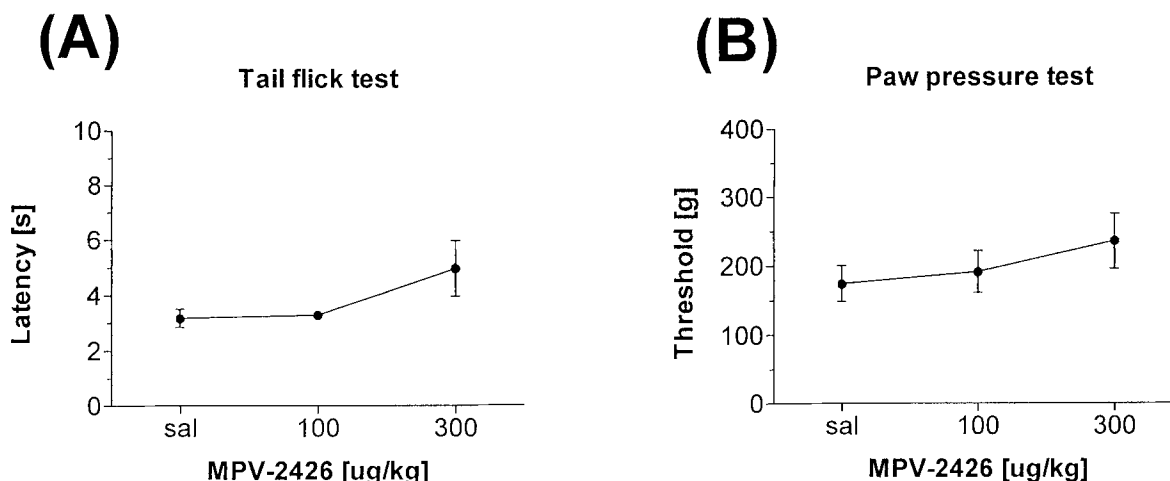 (A)
Tail flick test
10
8
6
4
2
0
Latency [s]
sal 100 300
MPV-2426 [ug/kg]
(B)
Paw pressure test
400
300
200
100
0
Threshold [g]
sal 100 300
MPV-2426 [ug/kg]